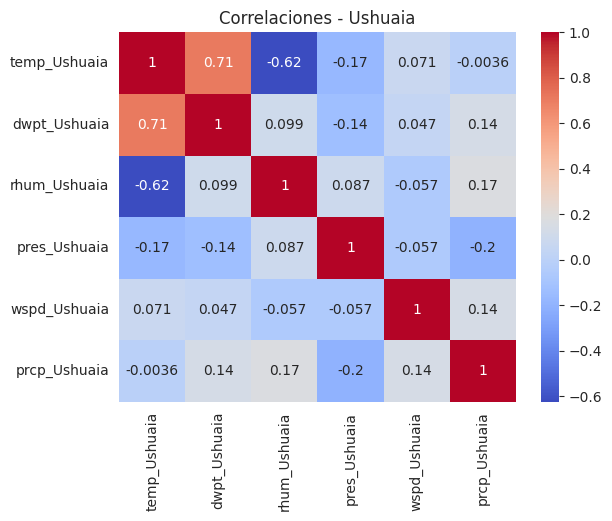 Correlaciones - Ushuaia
temp_Ushuaia 1 0.71 -0.62 -0.17 0.071 -0.0036
dwpt_Ushuaia 0.71 1 0.099 -0.14 0.047 0.14
rhum_Ushuaia -0.62 0.099 1 0.087 -0.057 0.17
pres_Ushuaia -0.17 -0.14 0.087 1 -0.057 -0.2
wspd_Ushuaia 0.071 0.047 -0.057 -0.057 1 0.14
prcp_Ushuaia -0.0036 0.14 0.17 -0.2 0.14 1
temp_Ushuaia
dwpt_Ushuaia
rhum_Ushuaia
pres_Ushuaia
wspd_Ushuaia
prcp_Ushuaia
1.0
0.8
0.6
0.4
0.2
0.0
−0.2
−0.4
−0.6